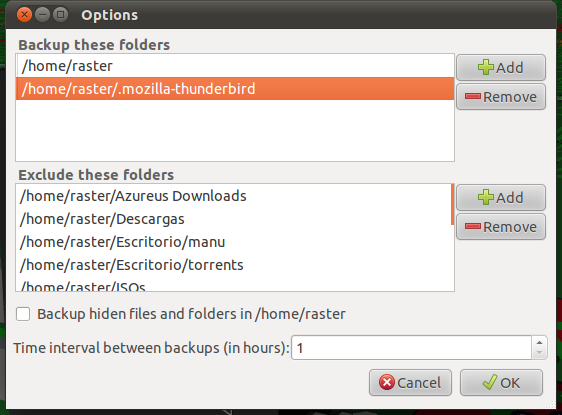 Options
Backup these folders
/home/raster
/home/raster/.mozilla-thunderbird
Add
Remove
Exclude these folders
/home/raster/Azureus Downloads
/home/raster/Descargas
/home/raster/Escritorio/manu
/home/raster/Escritorio/torrents
/home/raster/ISOs
Add
Remove
Backup hiden files and folders in /home/raster
Time interval between backups (in hours): 1
Cancel OK